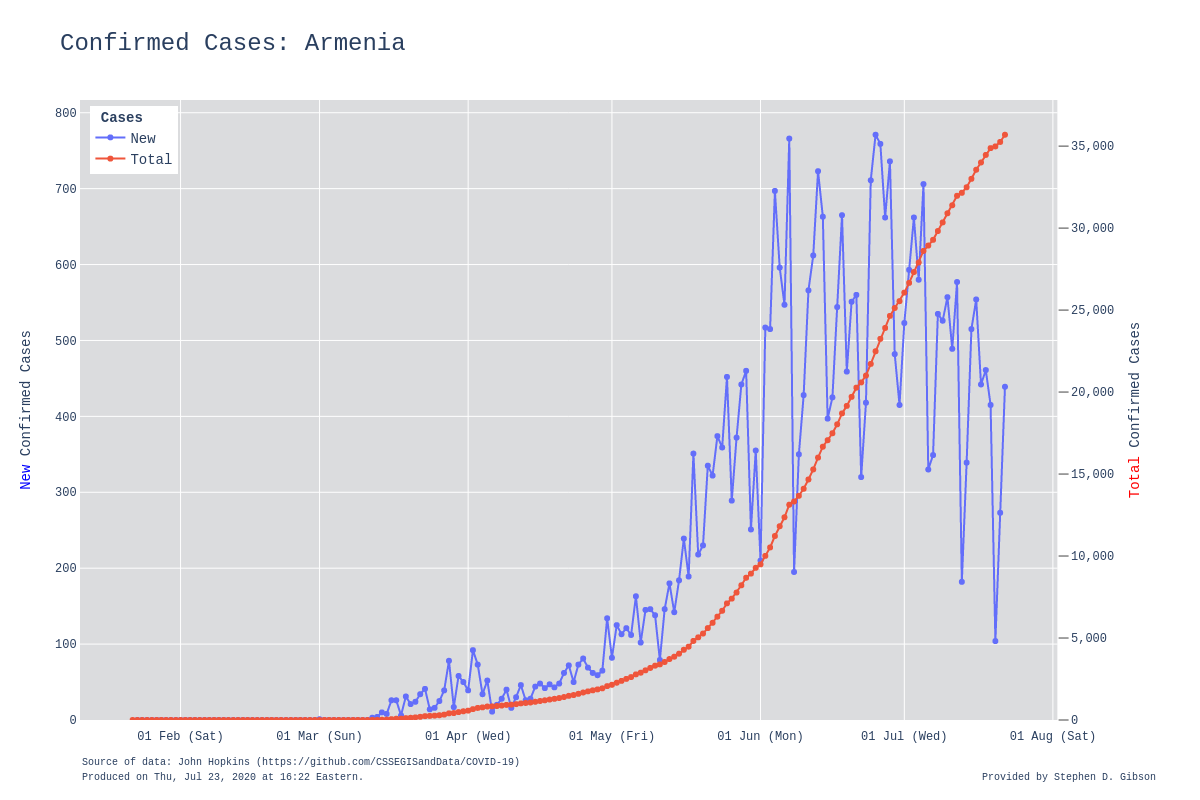 Confirmed Cases: Armenia
Cases
New
Total
800
700
600
500
400
300
200
100
0
35,000
30,000
25,000
20,000
15,000
10,000
5,000
0
New Confirmed Cases
Total Confirmed Cases
01 Feb (Sat)
01 Mar (Sun)
01 Apr (Wed)
01 May (Fri)
01 Jun (Mon)
01 Jul (Wed)
01 Aug (Sat)
Source of data: John Hopkins (https://github.com/CSSEGISandData/COVID-19)
Produced on Thu, Jul 23, 2020 at 16:22 Eastern.
Provided by Stephen D. Gibson